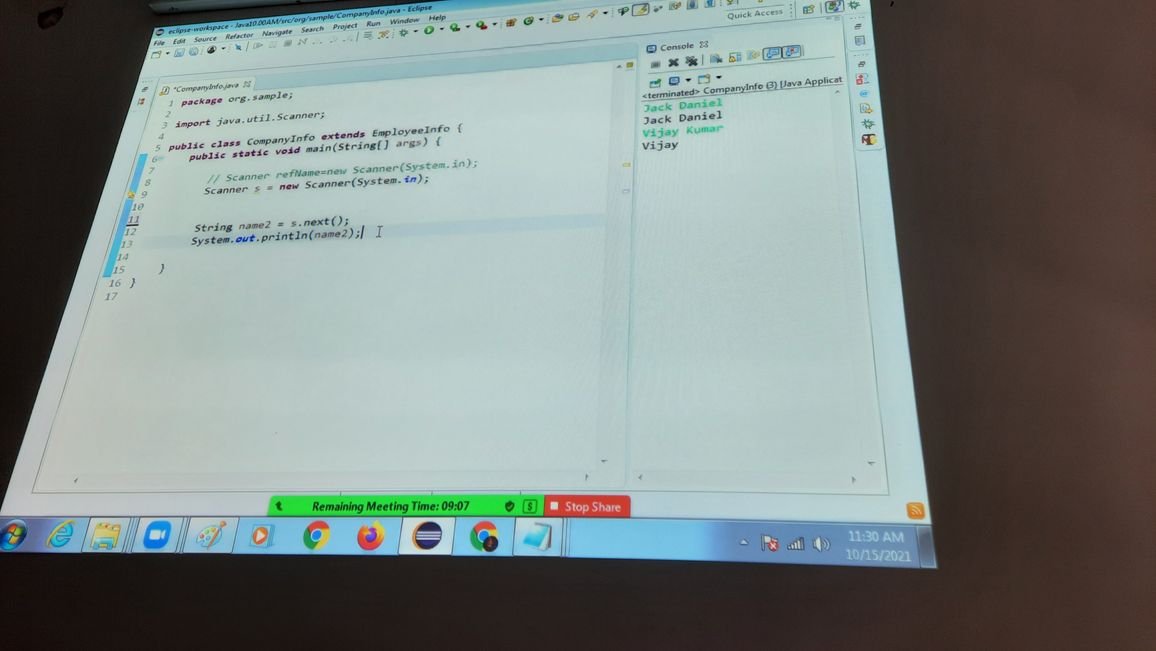 eclipse-workspace - Java10.00AM/src/org/sample/CompanyInfo.java - Eclipse
File Edit Source Refactor Navigate Search Project Run Window Help
Quick Access
*CompanyInfo.java
1 package org.sample;
2
3 import java.util.Scanner;
4
5 public class CompanyInfo extends EmployeeInfo {
6 public static void main(String[] args) {
7
8 // Scanner refName=new Scanner(System.in);
9 Scanner s = new Scanner(System.in);
10
11
12 String name2 = s.next();
13 System.out.println(name2);
14
15 }
16 }
17
Console
<terminated> CompanyInfo (3) [Java Applicat
Jack Daniel
Jack Daniel
Vijay Kumar
Vijay
Remaining Meeting Time: 09:07
Stop Share
11:30 AM
10/15/2021